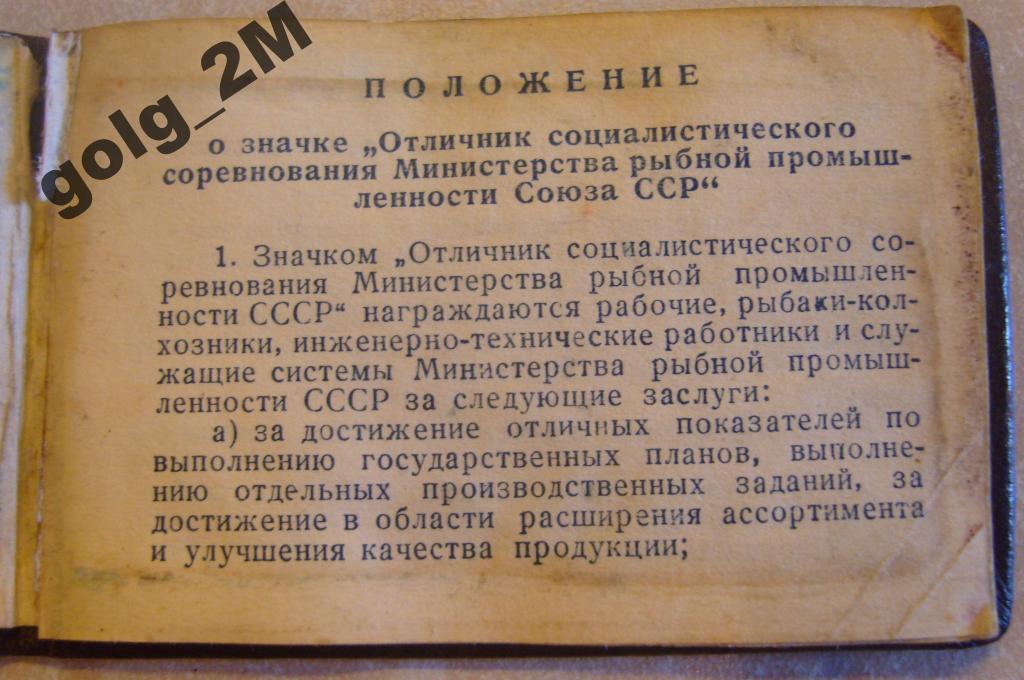 golg_2M
ПОЛОЖЕНИЕ
о значке „Отличник социалистического
соревнования Министерства рыбной промыш-
ленности Союза ССР“
1. Значком „Отличник социалистического со-
ревнования Министерства рыбной промышлен-
ности СССР“ награждаются рабочие, рыбаки-кол-
хозники, инженерно-технические работники и слу-
жащие системы Министерства рыбной промыш-
ленности СССР за следующие заслуги:
а) за достижение отличных показателей по
выполнению государственных планов, выполне-
нию отдельных производственных заданий, за
достижение в области расширения ассортимента
и улучшения качества продукции;